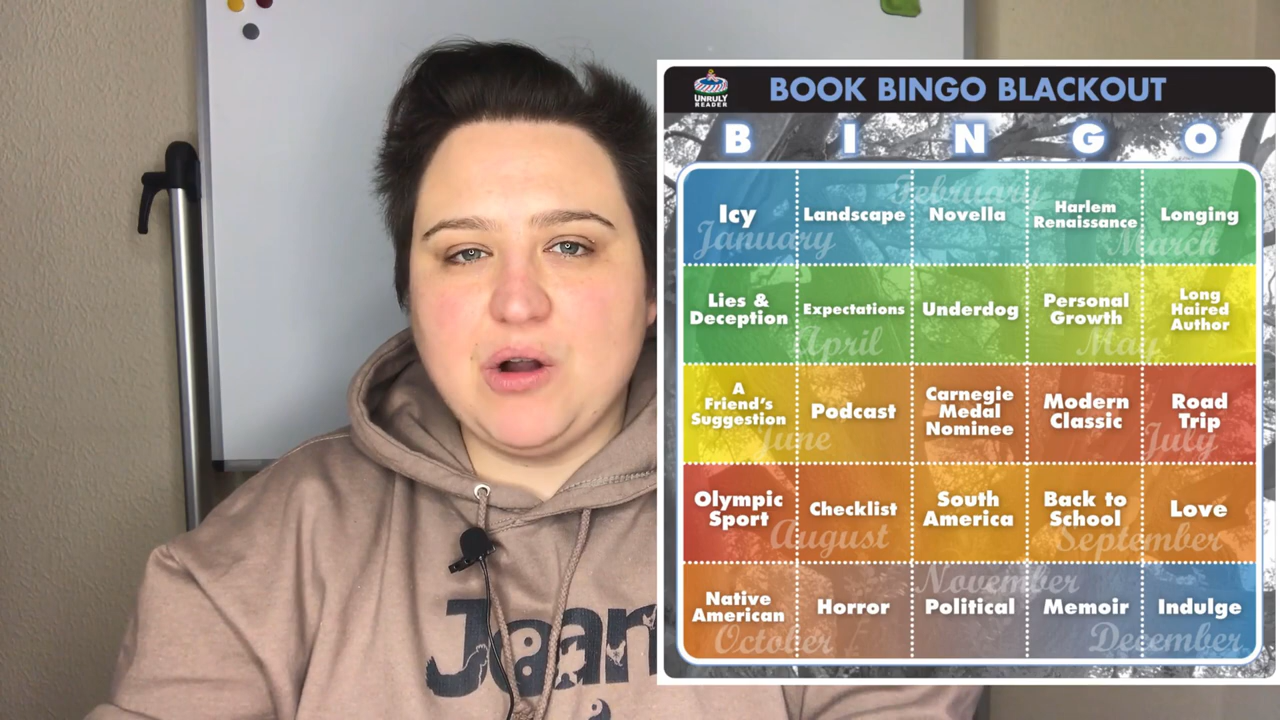 UNRULY
READER
BOOK BINGO BLACKOUT
B I N G O
Icy
Landscape
Novella
Harlem
Renaissance
Longing
January
February
March
Lies &
Deception
Expectations
Underdog
Personal
Growth
Long
Haired
Author
April
May
A
Friend's
Suggestion
Podcast
Carnegie
Medal
Nominee
Modern
Classic
Road
Trip
June
July
Olympic
Sport
Checklist
South
America
Back to
School
Love
August
September
Native
American
Horror
Political
Memoir
Indulge
October
November
December